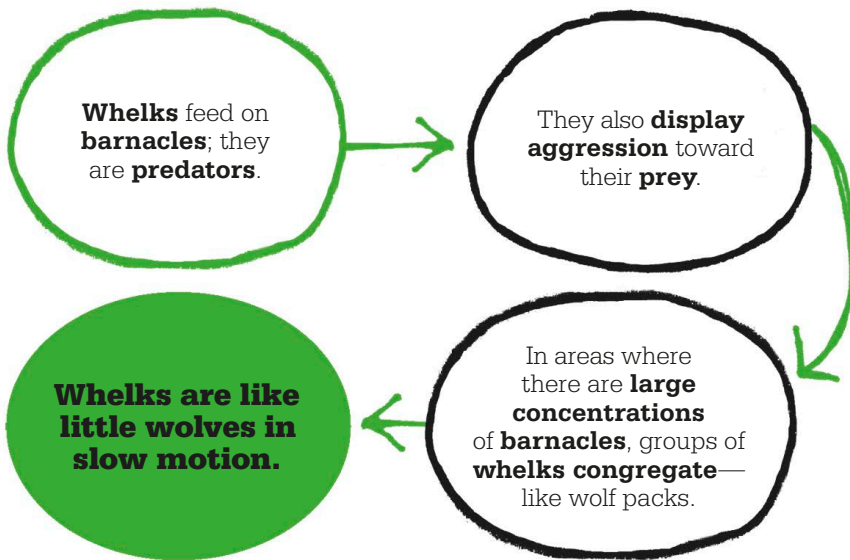 Whelks feed on
barnacles; they
are predators.
They also display
aggression toward
their prey.
In areas where
there are large
concentrations
of barnacles, groups of
whelks congregate—
like wolf packs.
Whelks are like
little wolves in
slow motion.